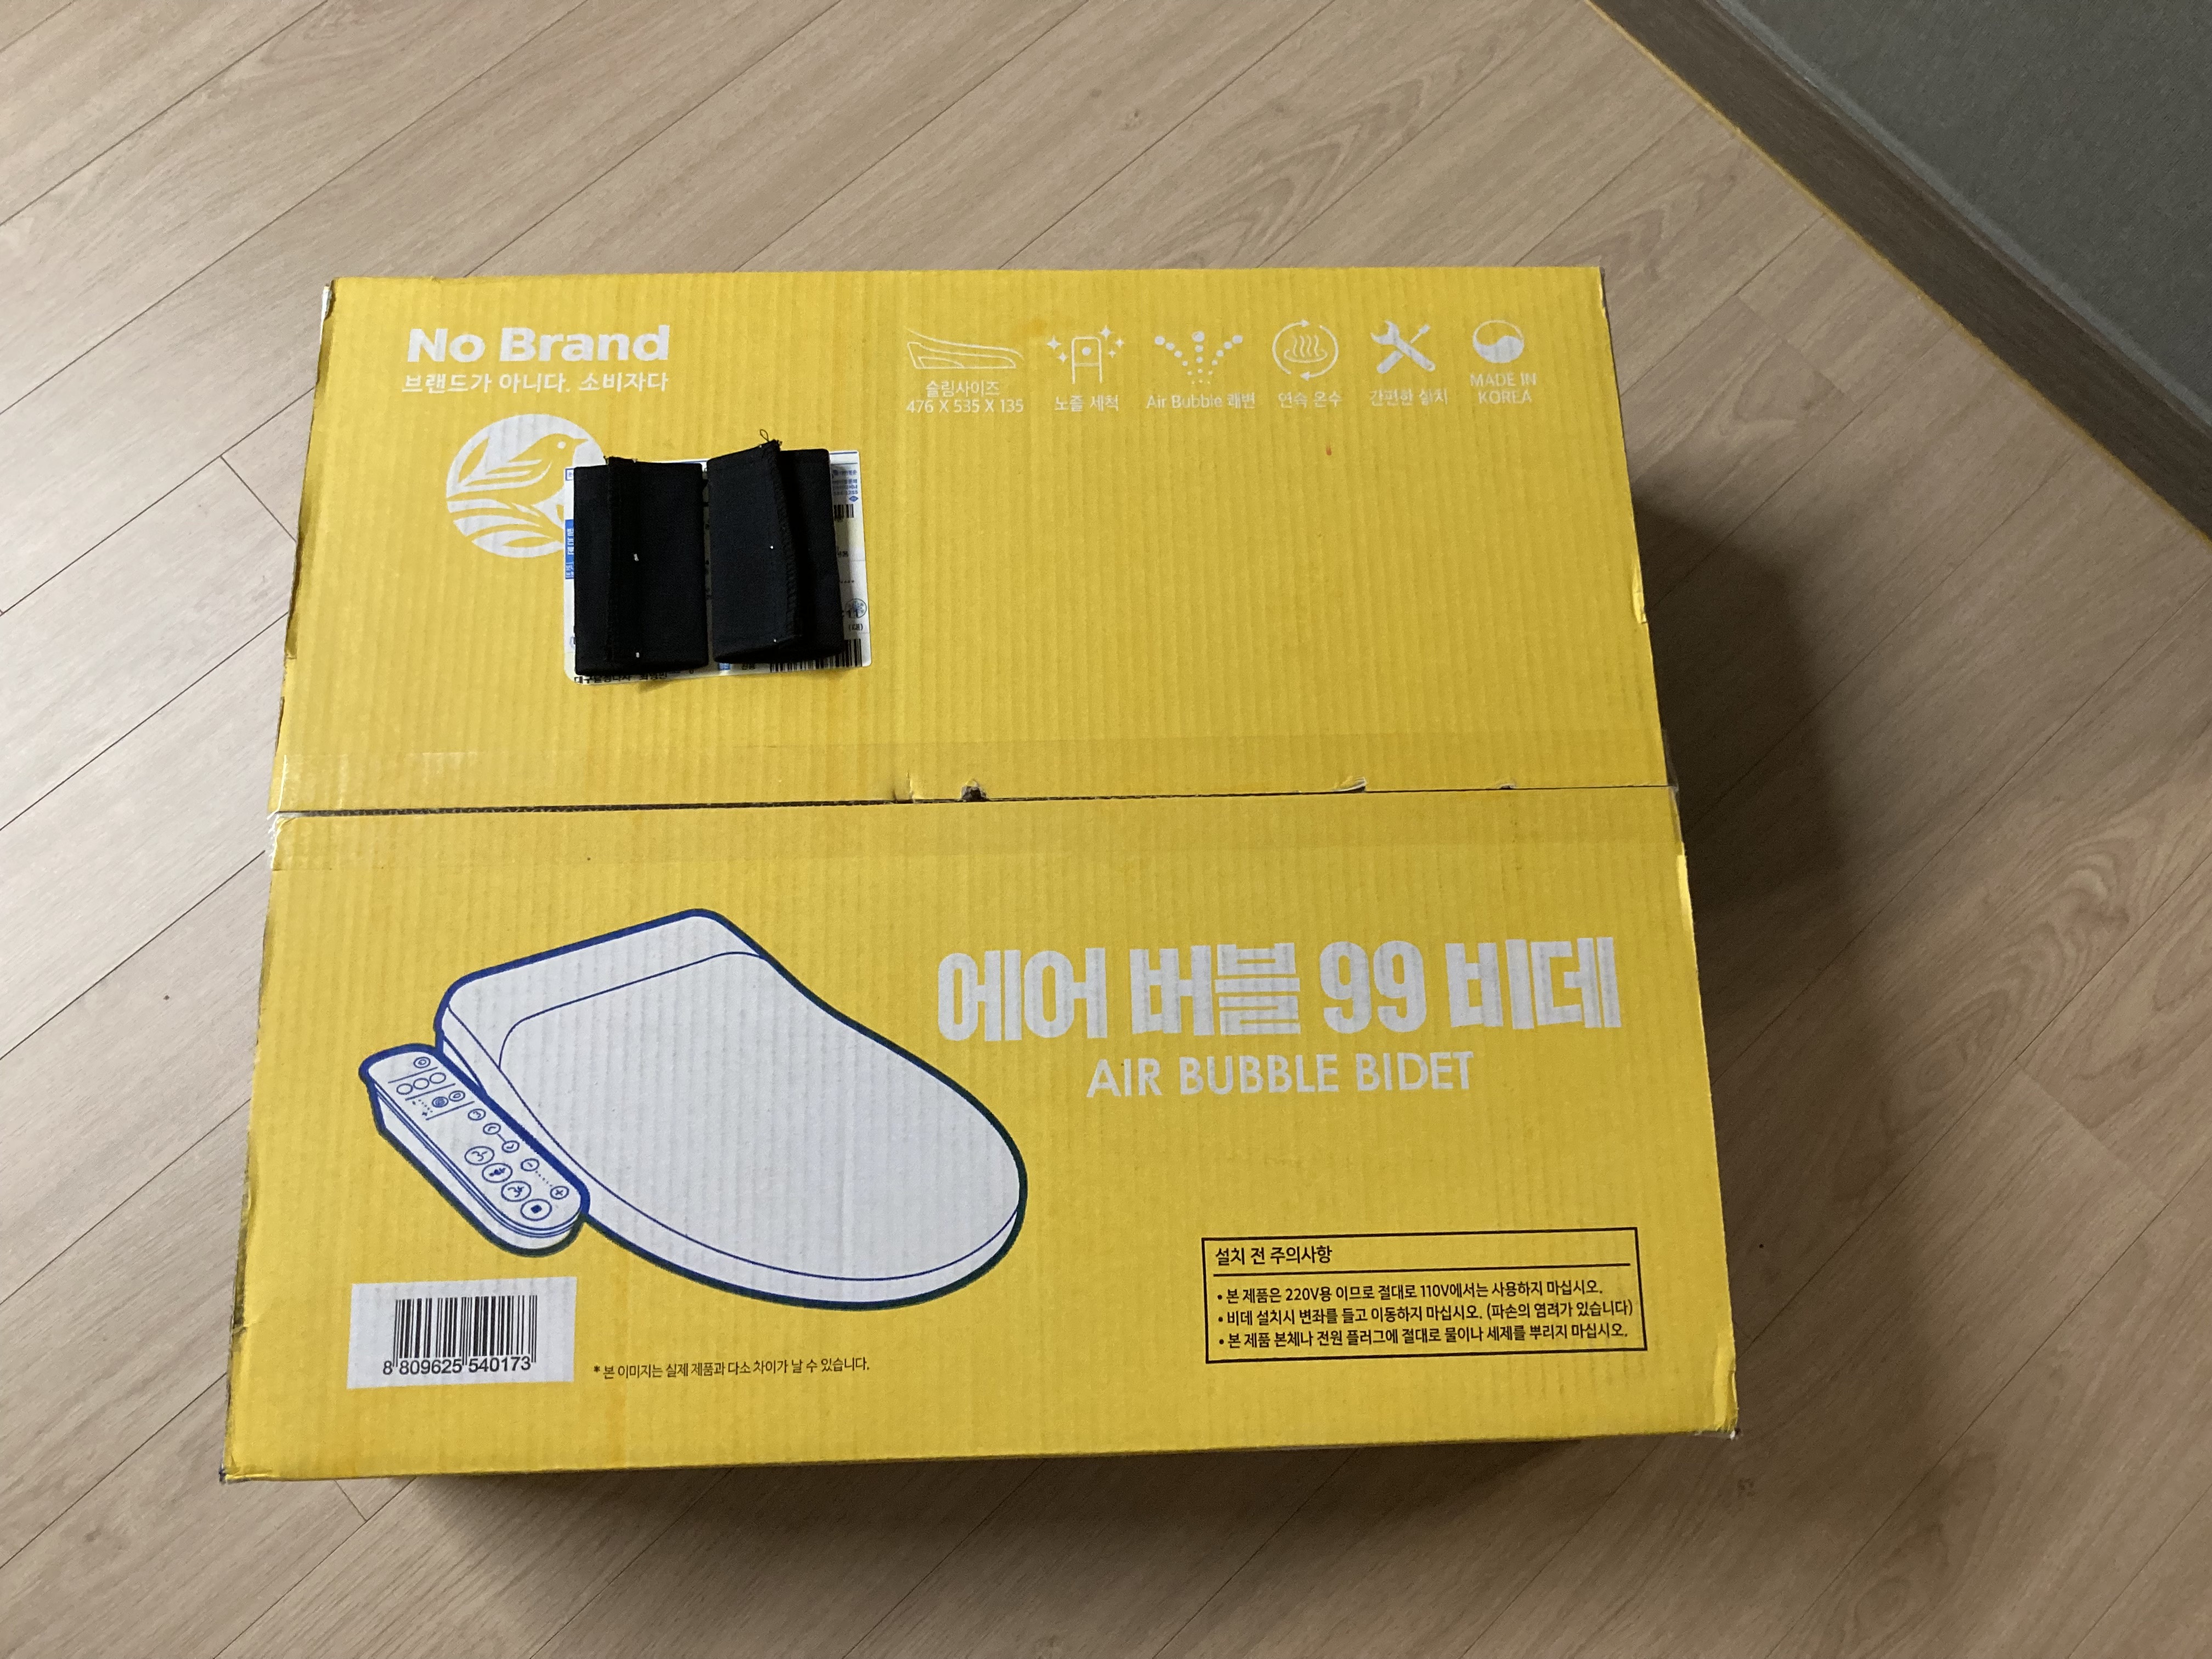 No Brand
브랜드가 아니다. 소비자다
슬림사이즈
476 X 535 X 135
노즐 세척
Air Bubble 쾌변
연속 온수
간편한 설치
MADE IN
KOREA
에어 버블 99 비데
AIR BUBBLE BIDET
설치 전 주의사항
• 본 제품은 220V용 이므로 절대로 110V에서는 사용하지 마십시오.
• 비데 설치시 변좌를 들고 이동하지 마십시오. (파손의 염려가 있습니다)
• 본 제품 본체나 전원 플러그에 절대로 물이나 세제를 뿌리지 마십시오.
8 809625 540173
* 본 이미지는 실제 제품과 다소 차이가 날 수 있습니다.